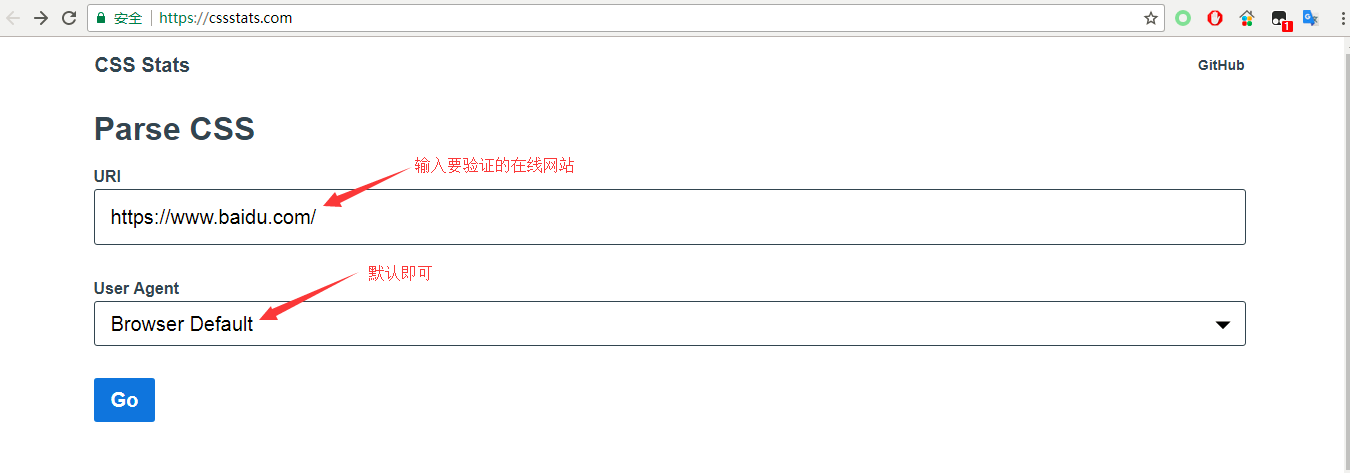 安全 https://cssstats.com
1
CSS Stats
GitHub
Parse CSS
输入要验证的在线网站
URI
https://www.baidu.com/
默认即可
User Agent
Browser Default
Go